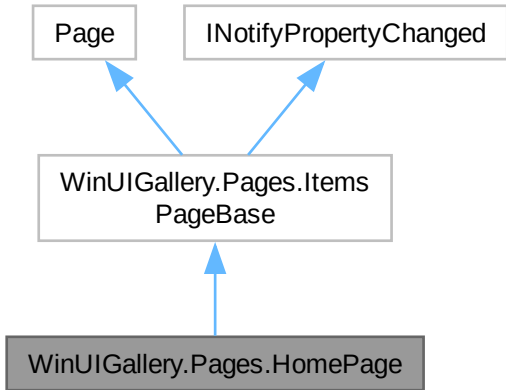 Page
INotifyPropertyChanged
WinUIGallery.Pages.Items
PageBase
WinUIGallery.Pages.HomePage